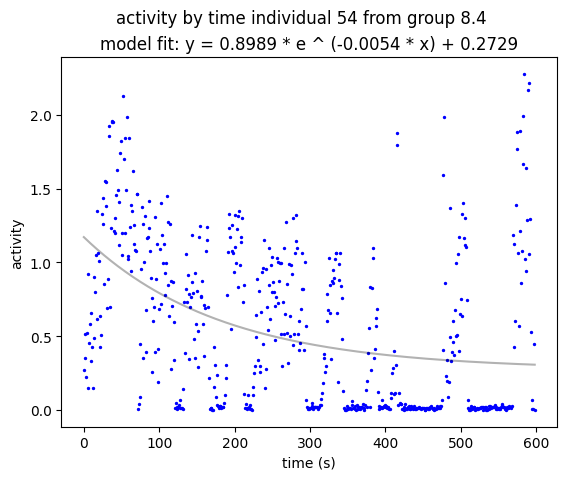 activity by time individual 54 from group 8.4
model fit: y = 0.8989 * e ^ (-0.0054 * x) + 0.2729
2.0
1.5
1.0
0.5
0.0
activity
0 100 200 300 400 500 600
time (s)